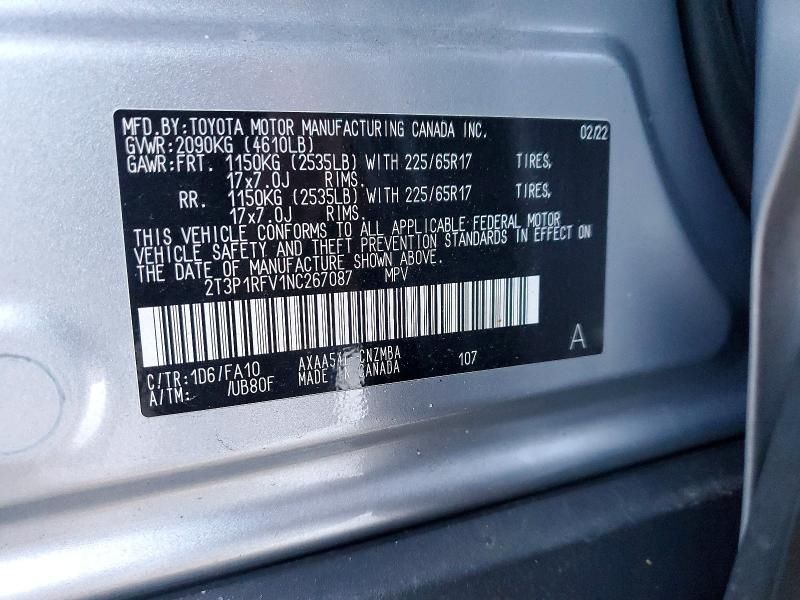 MFD.BY:TOYOTA MOTOR MANUFACTURING CANADA INC. 02/22
GVWR:2090KG (4610LB)
GAWR:FRT. 1150KG (2535LB) WITH 225/65R17 TIRES,
17x7.0J RIMS.
RR. 1150KG (2535LB) WITH 225/65R17 TIRES,
17x7.0J RIMS.
THIS VEHICLE CONFORMS TO ALL APPLICABLE FEDERAL MOTOR
VEHICLE SAFETY AND THEFT PREVENTION STANDARDS IN EFFECT ON
THE DATE OF MANUFACTURE SHOWN ABOVE.
2T3P1RFV1NC267087 MPV
A
C/TR:1D6/FA10 CNZMBA 107
A/TM: /UB80F MADE IN CANADA